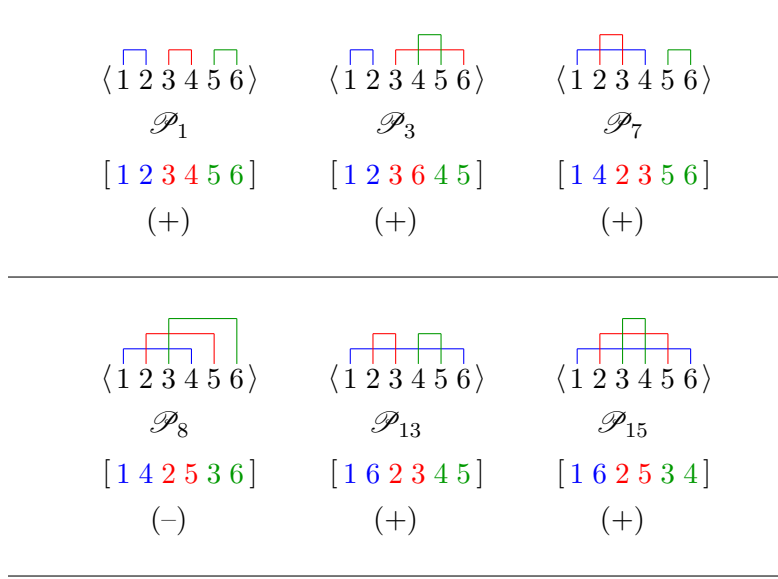 ⟨1 2 3 4 5 6⟩ ⟨1 2 3 4 5 6⟩ ⟨1 2 3 4 5 6⟩
𝒫₁ 𝒫₃ 𝒫₇
[1 2 3 4 5 6] [1 2 3 6 4 5] [1 4 2 3 5 6]
(+) (+) (+)
⟨1 2 3 4 5 6⟩ ⟨1 2 3 4 5 6⟩ ⟨1 2 3 4 5 6⟩
𝒫₈ 𝒫₁₃ 𝒫₁₅
[1 4 2 5 3 6] [1 6 2 3 4 5] [1 6 2 5 3 4]
(–) (+) (+)